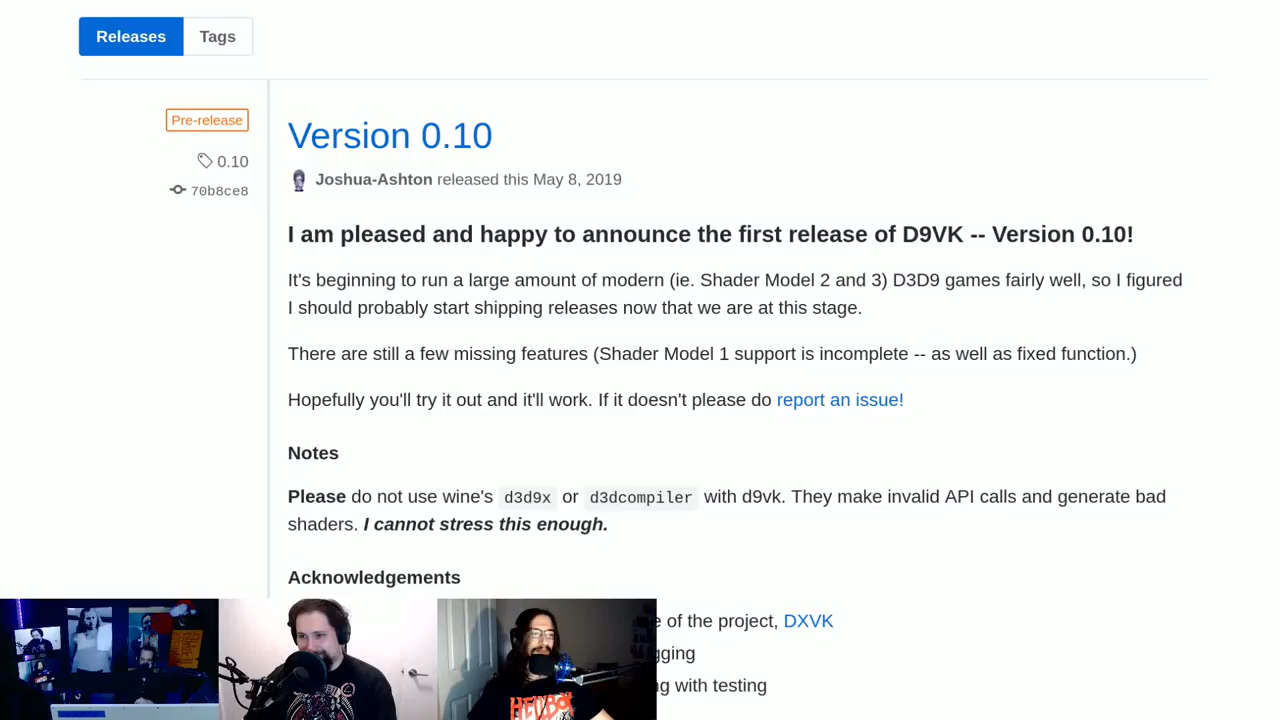 Releases
Tags
Pre-release
0.10
70b8ce8
Version 0.10
Joshua-Ashton released this May 8, 2019
I am pleased and happy to announce the first release of D9VK -- Version 0.10!
It's beginning to run a large amount of modern (ie. Shader Model 2 and 3) D3D9 games fairly well, so I figured
I should probably start shipping releases now that we are at this stage.
There are still a few missing features (Shader Model 1 support is incomplete -- as well as fixed function.)
Hopefully you'll try it out and it'll work. If it doesn't please do report an issue!
Notes
Please do not use wine's d3d9x or d3dcompiler with d9vk. They make invalid API calls and generate bad
shaders. I cannot stress this enough.
Acknowledgements
e of the project, DXVK
gging
ng with testing
HELLBOY